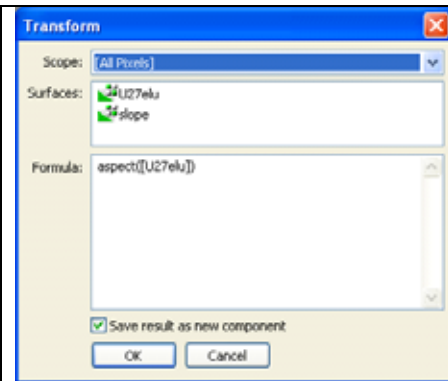 Transform
Scope: [All Pixels]
Surfaces: U27elu
slope
Formula: aspect([U27elu])
Save result as new component
OK Cancel